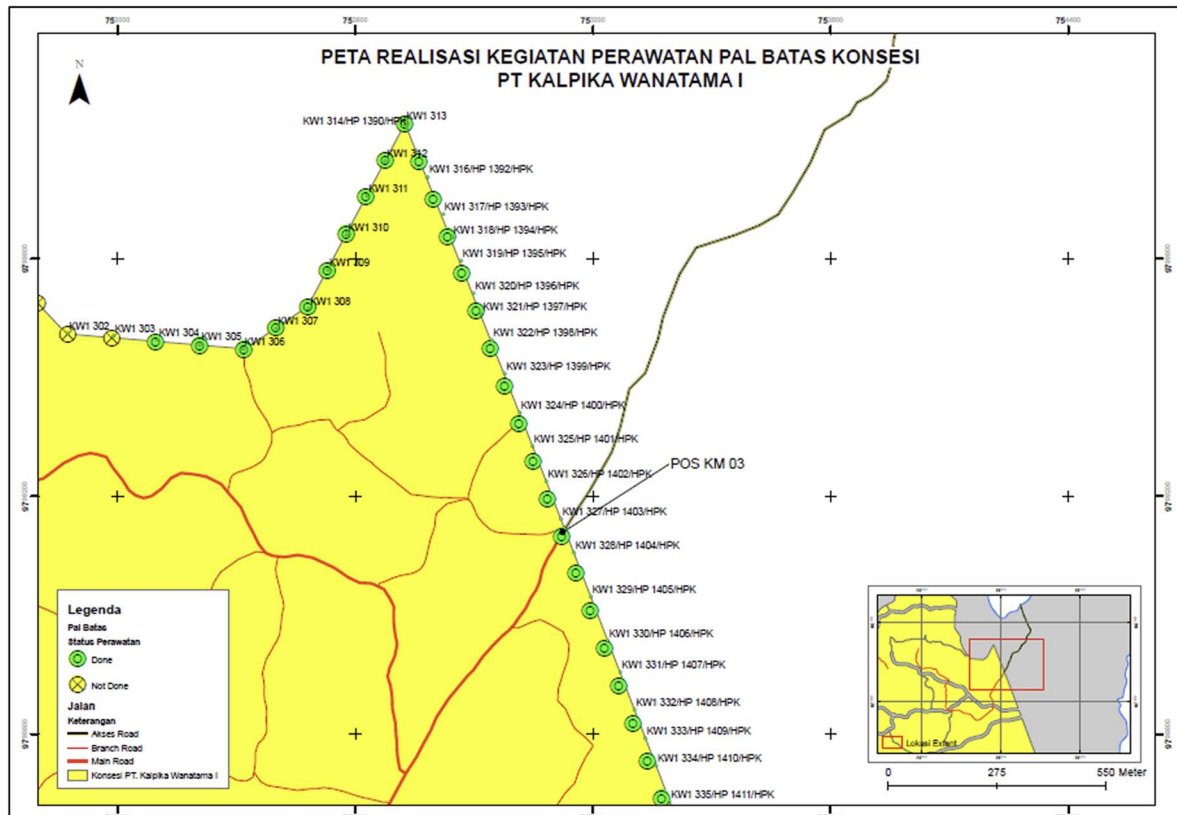 PETA REALISASI KEGIATAN PERAWATAN PAL BATAS KONSESI
PT KALPIKA WANATAMA I
N
KW1 314/HP 1390/HPK
KW1 313
KW1 312
KW1 316/HP 1392/HPK
KW1 311
KW1 317/HP 1393/HPK
KW1 310
KW1 318/HP 1394/HPK
KW1 319/HP 1395/HPK
KW1 309
KW1 320/HP 1396/HPK
KW1 308
KW1 321/HP 1397/HPK
KW1 307
KW1 302
KW1 303
KW1 304
KW1 305
KW1 306
KW1 322/HP 1398/HPK
KW1 323/HP 1399/HPK
KW1 324/HP 1400/HPK
KW1 325/HP 1401/HPK
KW1 326/HP 1402/HPK
POS KM 03
KW1 327/HP 1403/HPK
KW1 328/HP 1404/HPK
KW1 329/HP 1405/HPK
KW1 330/HP 1406/HPK
KW1 331/HP 1407/HPK
KW1 332/HP 1408/HPK
KW1 333/HP 1409/HPK
KW1 334/HP 1410/HPK
KW1 335/HP 1411/HPK
Legenda
Pal Batas
Status Perawatan
Done
Not Done
Jalan
Keterangan
Akses Road
Branch Road
Main Road
Konsesi PT. Kalpika Wanatama I
Lokasi Extent
0 275 550 Meter